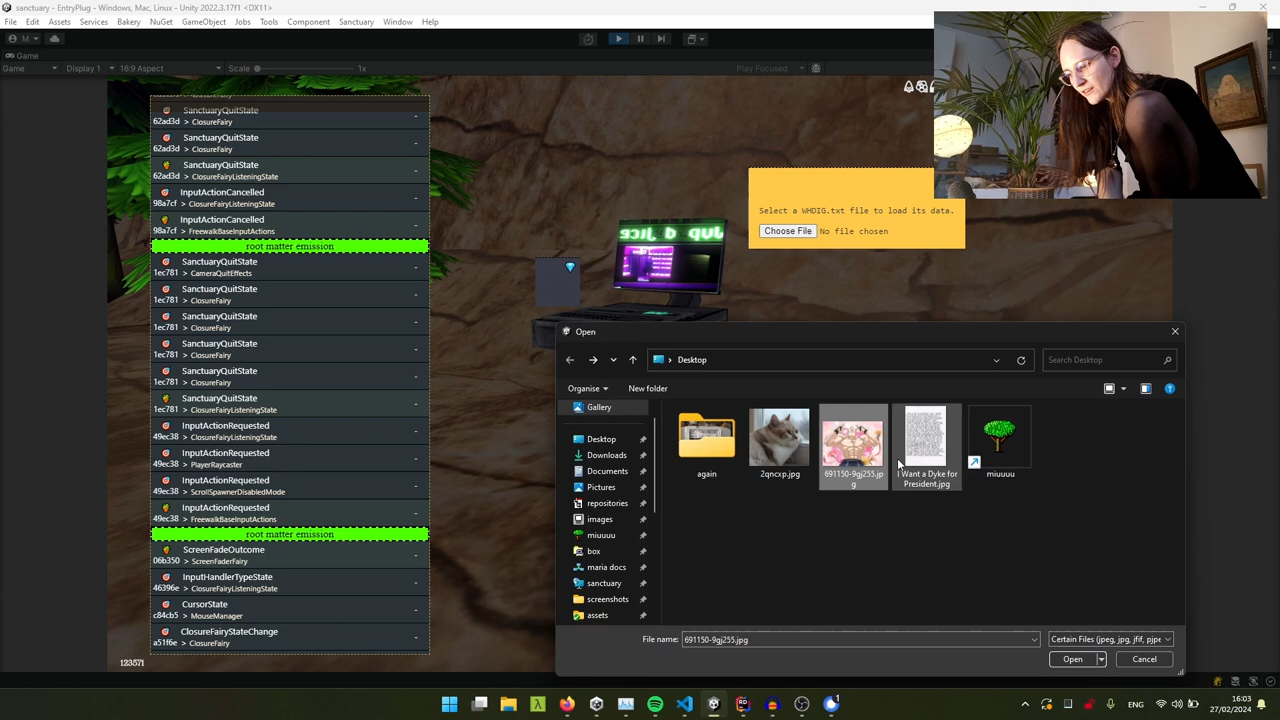 sanctuary - EntryPlug - Windows, Mac, Linux - Unity 2022.3.17f1 <DX11>
File Edit Assets Services Bakery NuGet GameObject Jobs Tools Component Sanctuary Window Help
M
Game
Game Display 1 16:9 Aspect Scale 1x Play Focused
SanctuaryQuitState
62ad3d > ClosureFairy
SanctuaryQuitState
62ad3d > ClosureFairy
SanctuaryQuitState
62ad3d > ClosureFairyListeningState
InputActionCancelled
98a7cf > ClosureFairyListeningState
InputActionCancelled
98a7cf > FreewalkBaseInputActions
root matter emission
SanctuaryQuitState
1ec781 > CameraQuitEffects
SanctuaryQuitState
1ec781 > ClosureFairy
SanctuaryQuitState
1ec781 > ClosureFairy
SanctuaryQuitState
1ec781 > ClosureFairy
SanctuaryQuitState
1ec781 > ClosureFairy
SanctuaryQuitState
1ec781 > ClosureFairyListeningState
InputActionRequested
49ec38 > ClosureFairyListeningState
InputActionRequested
49ec38 > PlayerRaycaster
InputActionRequested
49ec38 > ScrollSpawnerDisabledMode
InputActionRequested
49ec38 > FreewalkBaseInputActions
root matter emission
ScreenFadeOutcome
06b350 > ScreenFaderFairy
InputHandlerTypeState
46396e > ClosureFairyListeningState
CursorState
c84cb5 > MouseManager
ClosureFairyStateChange
a51f6e > ClosureFairy
123571
Select a WHDIG.txt file to load its data.
Choose File No file chosen
Open
Desktop
Search Desktop
Organise New folder
Gallery
Desktop
Downloads
Documents
Pictures
repositories
images
miuuuu
box
maria docs
sanctuary
screenshots
assets
again
2qncxp.jpg
691150-9gj255.jp
g
I Want a Dyke for
President.jpg
miuuuu
File name: 691150-9gj255.jpg
Certain Files (jpeg, jpg, jfif, pjpe
Open Cancel
ENG
16:03
27/02/2024